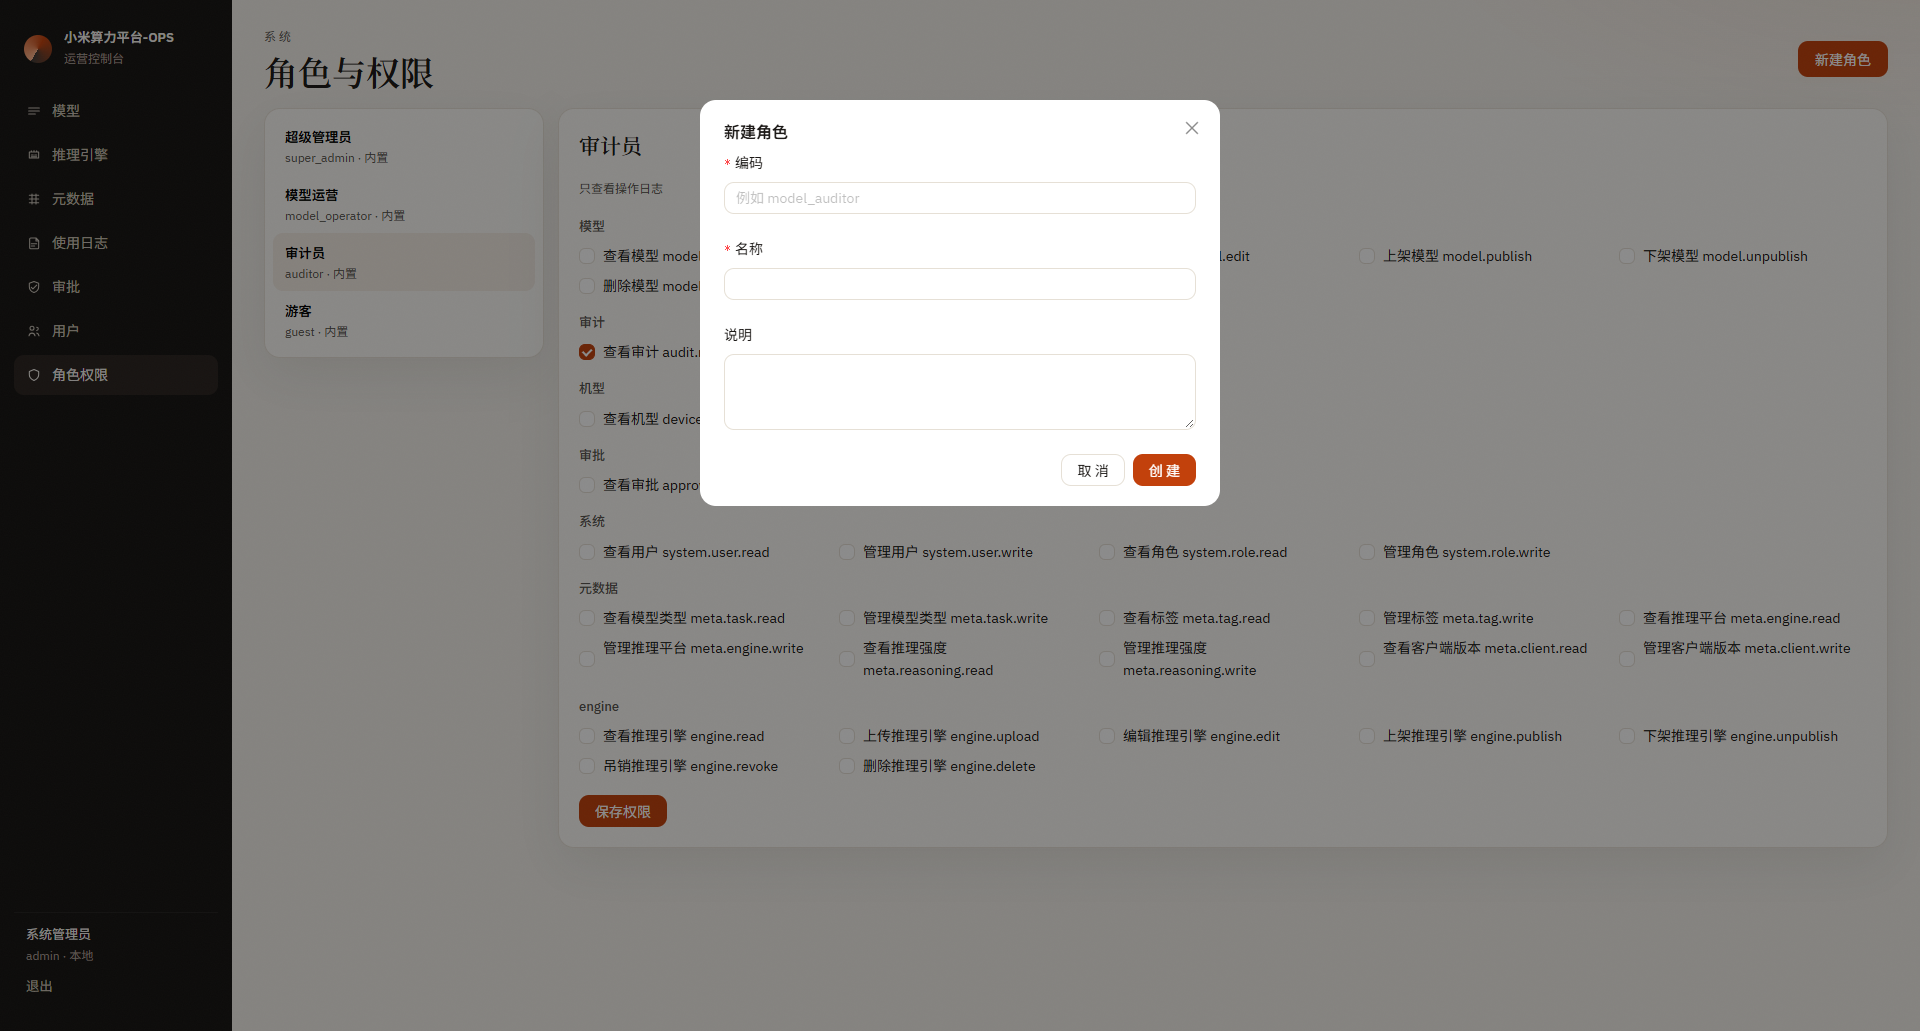 小米算力平台-OPS
运营控制台
模型
推理引擎
元数据
使用日志
审批
用户
角色权限
系统管理员
admin · 本地
退出
系统
角色与权限
新建角色
超级管理员
super_admin · 内置
模型运营
model_operator · 内置
审计员
auditor · 内置
游客
guest · 内置
审计员
只查看操作日志
模型
查看模型 model
l.edit
上架模型 model.publish
下架模型 model.unpublish
删除模型 model
审计
查看审计 audit.
机型
查看机型 device
审批
查看审批 appro
系统
查看用户 system.user.read
管理用户 system.user.write
查看角色 system.role.read
管理角色 system.role.write
元数据
查看模型类型 meta.task.read
管理模型类型 meta.task.write
查看标签 meta.tag.read
管理标签 meta.tag.write
查看推理平台 meta.engine.read
管理推理平台 meta.engine.write
查看推理强度
meta.reasoning.read
管理推理强度
meta.reasoning.write
查看客户端版本 meta.client.read
管理客户端版本 meta.client.write
engine
查看推理引擎 engine.read
上传推理引擎 engine.upload
编辑推理引擎 engine.edit
上架推理引擎 engine.publish
下架推理引擎 engine.unpublish
吊销推理引擎 engine.revoke
删除推理引擎 engine.delete
保存权限
新建角色
* 编码
例如 model_auditor
* 名称
说明
取 消
创 建